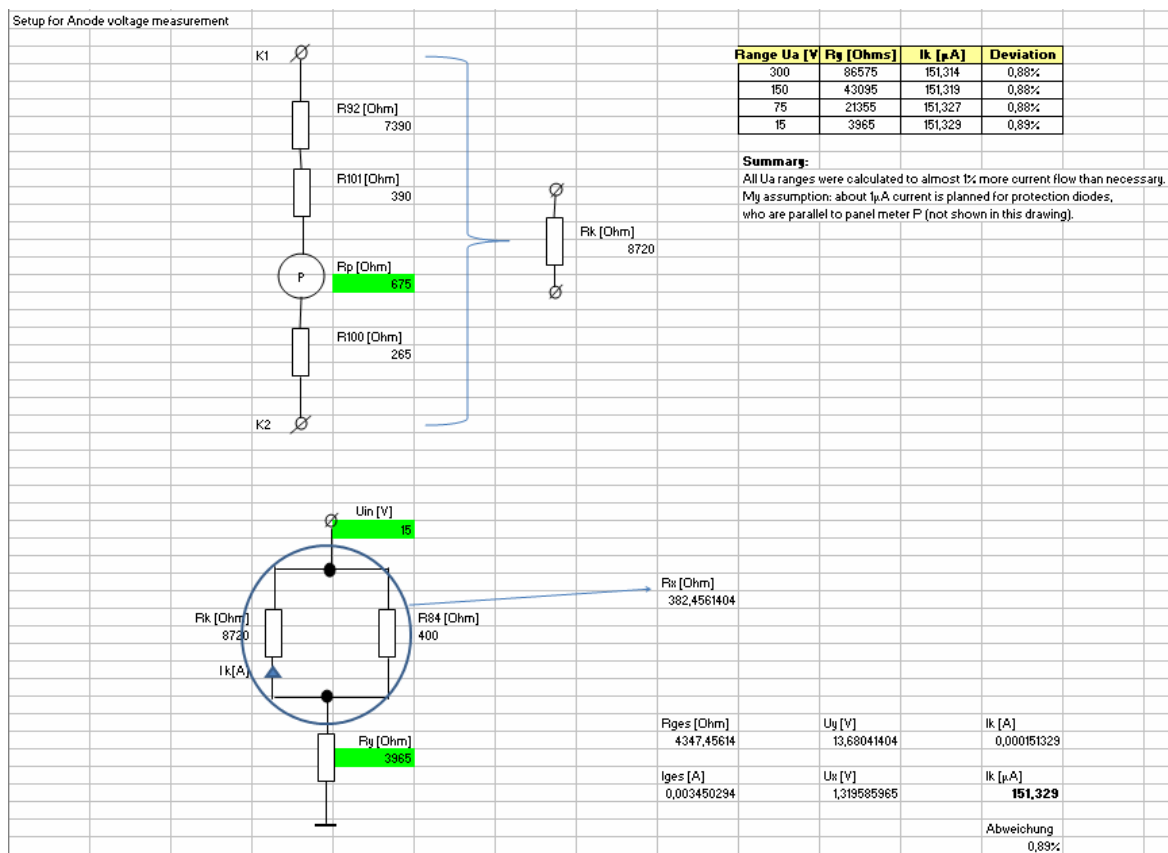 Setup for Anode voltage measurement
K1
R92 [Ohm]
7390
R101 [Ohm]
390
P
Rp [Ohm]
675
R100 [Ohm]
265
K2
Rk [Ohm]
8720
Range Ua [V Ry [Ohms] Ik [µA] Deviation
300 86575 151,314 0,88%
150 43095 151,319 0,88%
75 21355 151,327 0,88%
15 3965 151,329 0,89%
Summary:
All Ua ranges were calculated to almost 1% more current flow than necessary.
My assumption: about 1µA current is planned for protection diodes,
who are parallel to panel meter P (not shown in this drawing).
Uin [V]
15
Rk [Ohm]
8720
R84 [Ohm]
400
Ik[A]
Ry [Ohm]
3965
Rx [Ohm]
382,4561404
Rges [Ohm] Uy [V] Ik [A]
4347,45614 13,68041404 0,000151329
Iges [A] Ux [V] Ik [µA]
0,003450294 1,319585965 151,329
Abweichung
0,89%